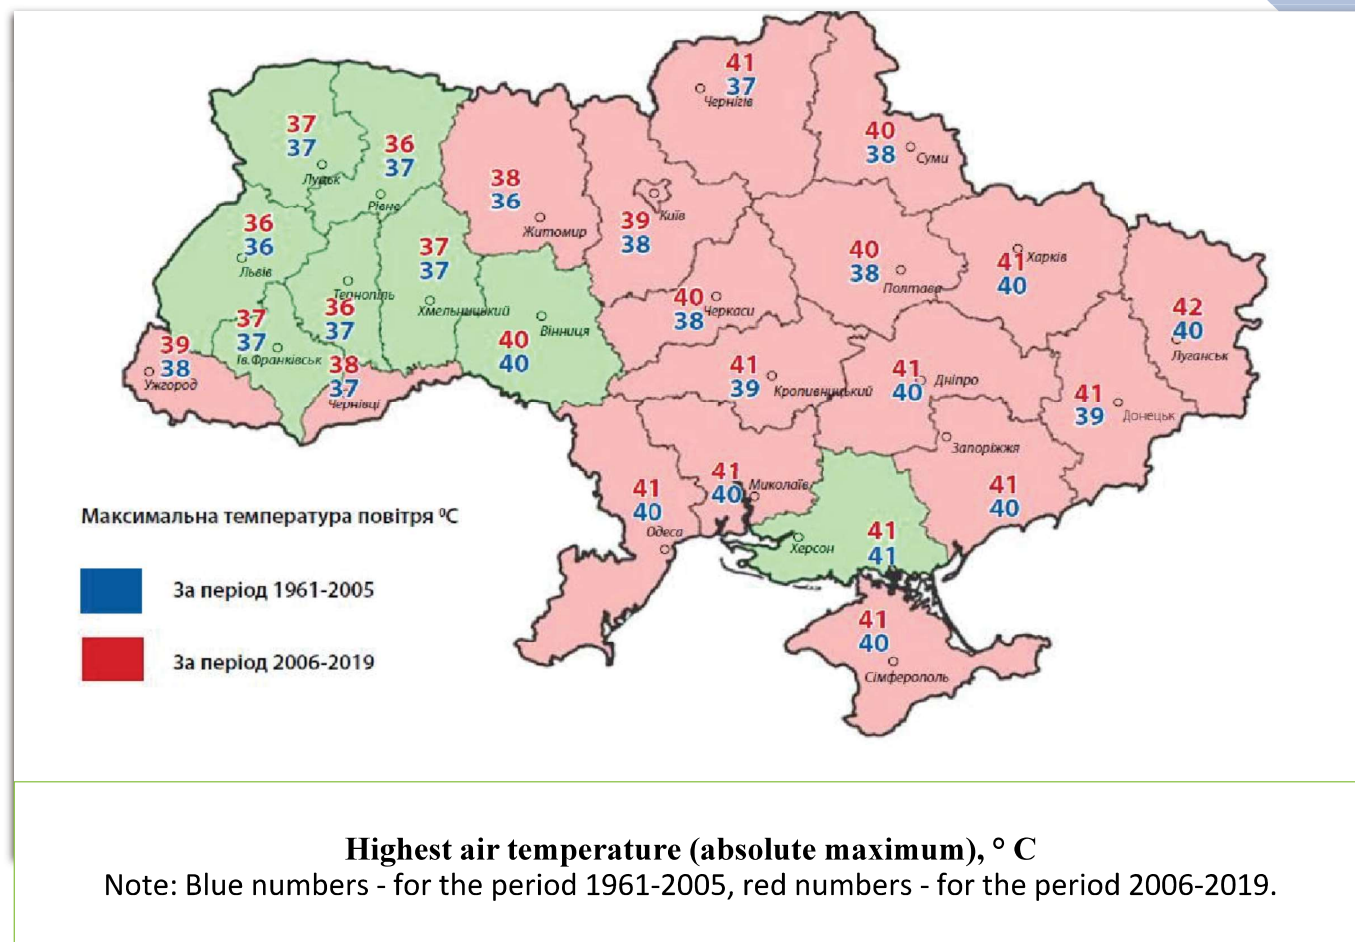 41
37
Чернігів
40
38
Суми
37
37
Луцьк
36
37
Рівне
38
36
Житомир
39
38
Київ
36
36
Львів
37
37
Хмельницький
40
38
Полтава
41
40
Харків
36
37
Тернопіль
40
38
Черкаси
42
40
Луганськ
37
37
Ів.Франківськ
40
40
Вінниця
39
38
Ужгород
38
37
Чернівці
41
39
Кропивницький
41
40
Дніпро
41
39
Донецьк
Запоріжжя
41
40
41
40
Миколаїв
41
40
Одеса
41
41
Херсон
41
40
Сімферополь
Максимальна температура повітря ⁰С
За період 1961-2005
За період 2006-2019
Highest air temperature (absolute maximum), ° C
Note: Blue numbers - for the period 1961-2005, red numbers - for the period 2006-2019.